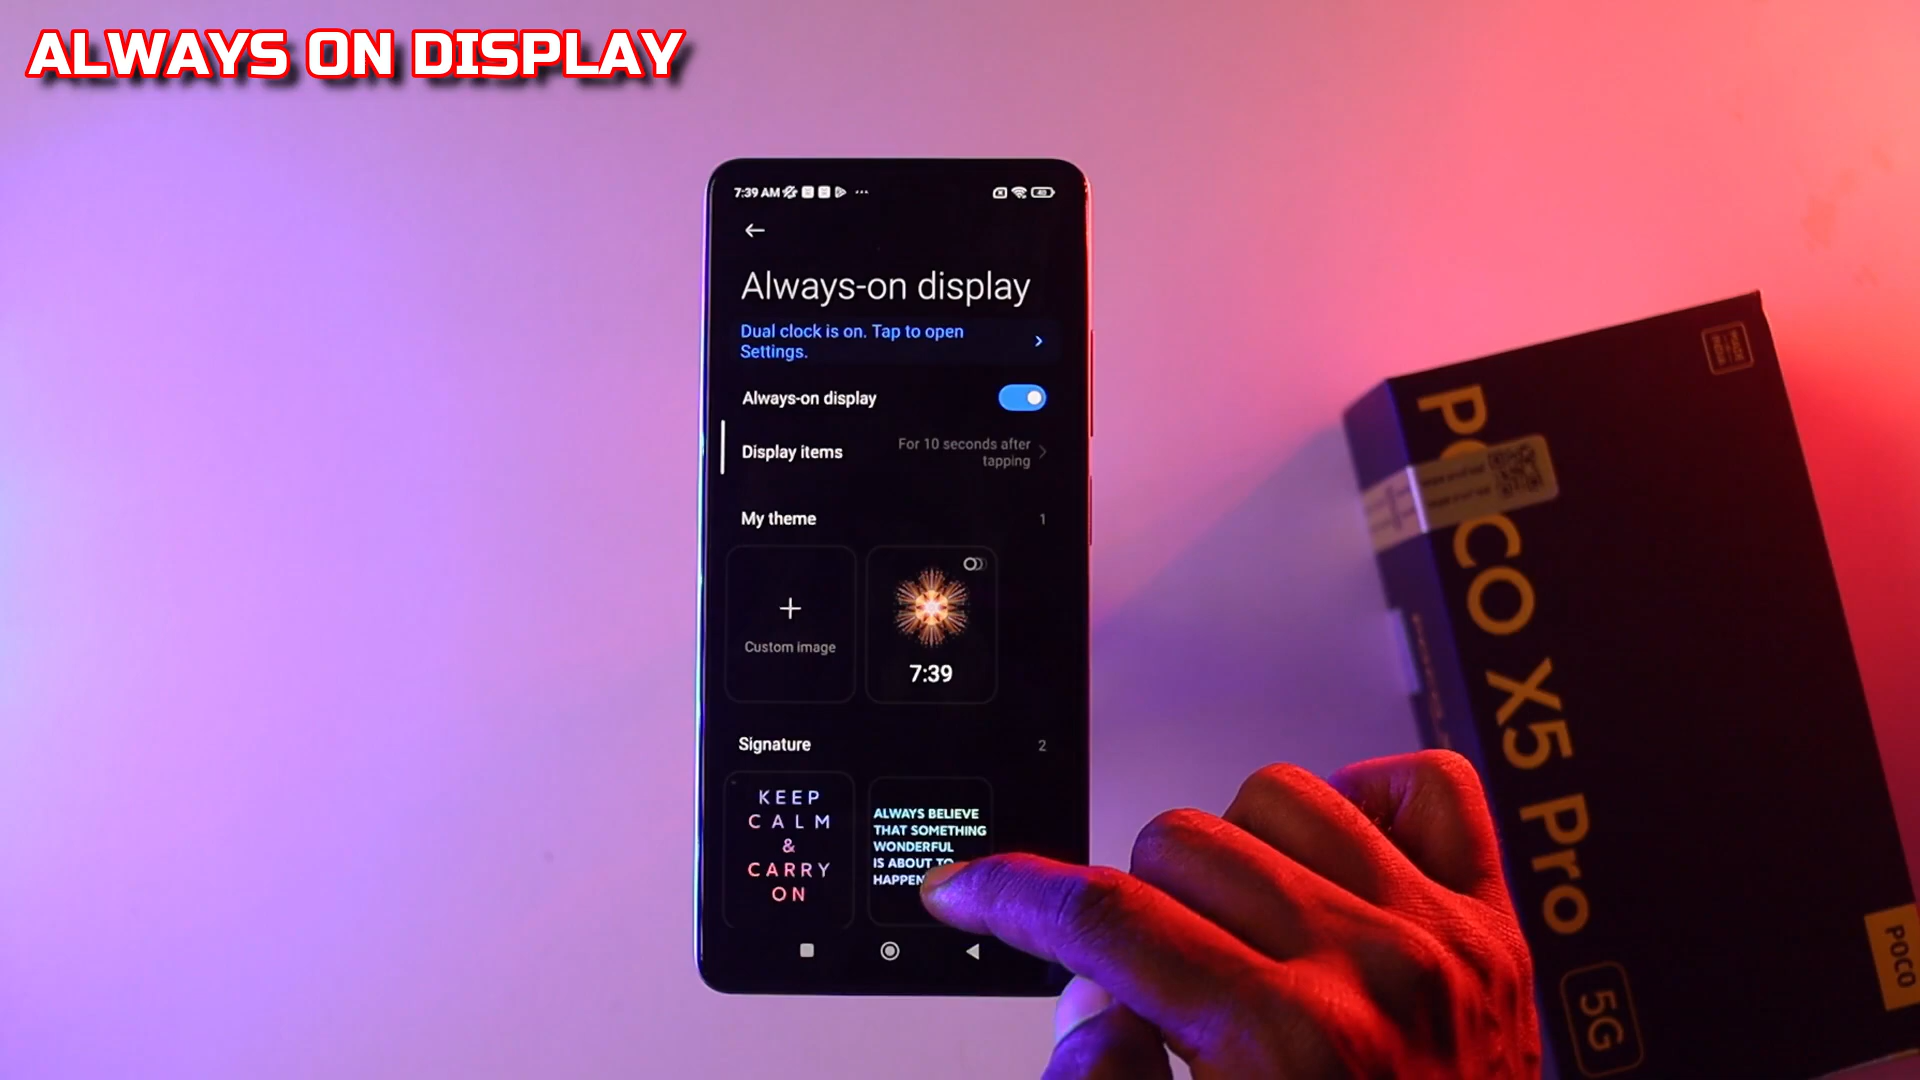 ALWAYS ON DISPLAY
7:39 AM
Always-on display
Dual clock is on. Tap to open
Settings.
Always-on display
Display items
For 10 seconds after
tapping
My theme
1
Custom image
7:39
Signature
2
KEEP
CALM
&
CARRY
ON
ALWAYS BELIEVE
THAT SOMETHING
WONDERFUL
IS ABOUT TO
HAPPEN
POCO X5 Pro
5G
POCO